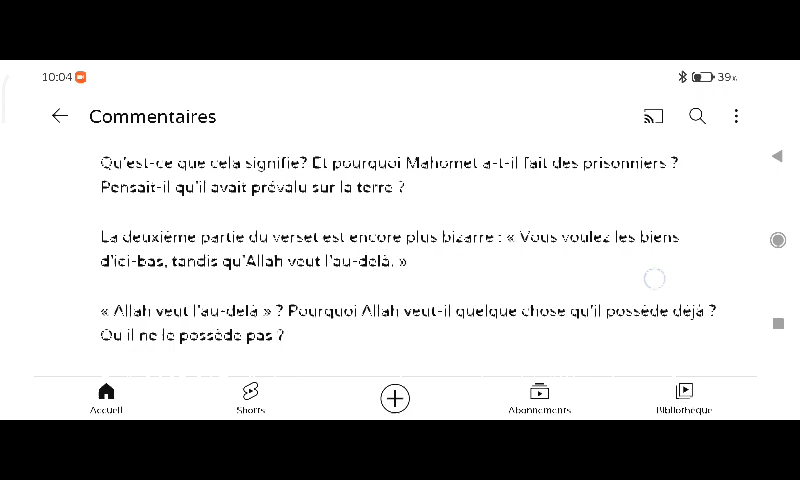 10:04 39%
Commentaires
Qu'est-ce que cela signifie? Et pourquoi Mahomet a-t-il fait des prisonniers ?
Pensait-il qu'il avait prévalu sur la terre ?
La deuxième partie du verset est encore plus bizarre : « Vous voulez les biens
d'ici-bas, tandis qu'Allah veut l'au-delà. »
« Allah veut l'au-delà » ? Pourquoi Allah veut-il quelque chose qu'il possède déjà ?
Ou il ne le possède pas ?
Accueil Shorts Abonnements Bibliothèque